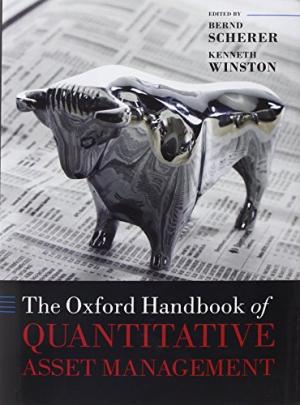 EDITED BY
BERND
SCHERER
KENNETH
WINSTON
The Oxford Handbook of
QUANTITATIVE
ASSET MANAGEMENT